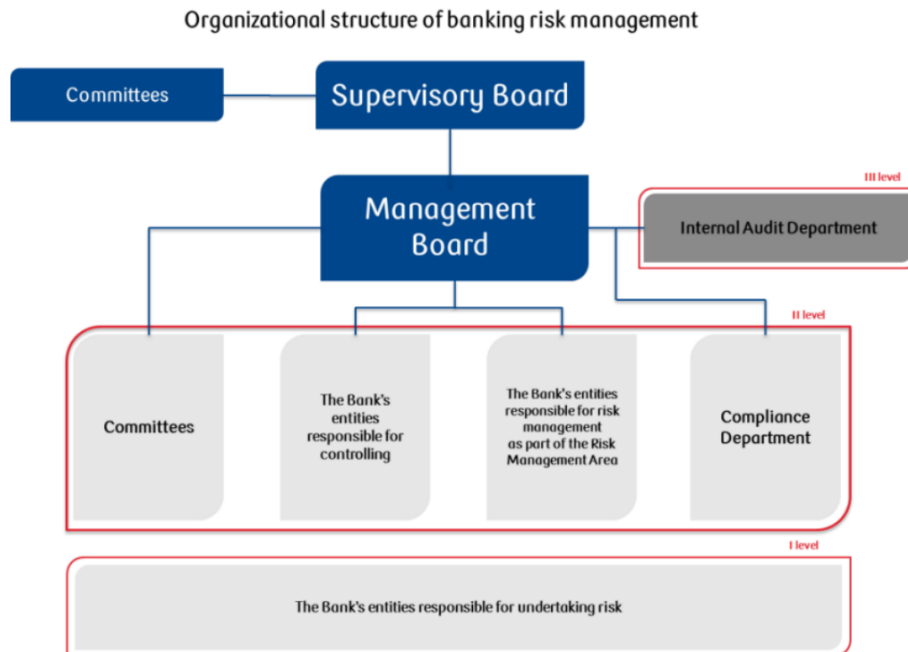 Organizational structure of banking risk management
Committees
Supervisory Board
Management
Board
III level
Internal Audit Department
II level
Committees
The Bank's
entities
responsible for
controlling
The Bank's entities
responsible for risk
management
as part of the Risk
Management Area
Compliance
Department
I level
The Bank's entities responsible for undertaking risk